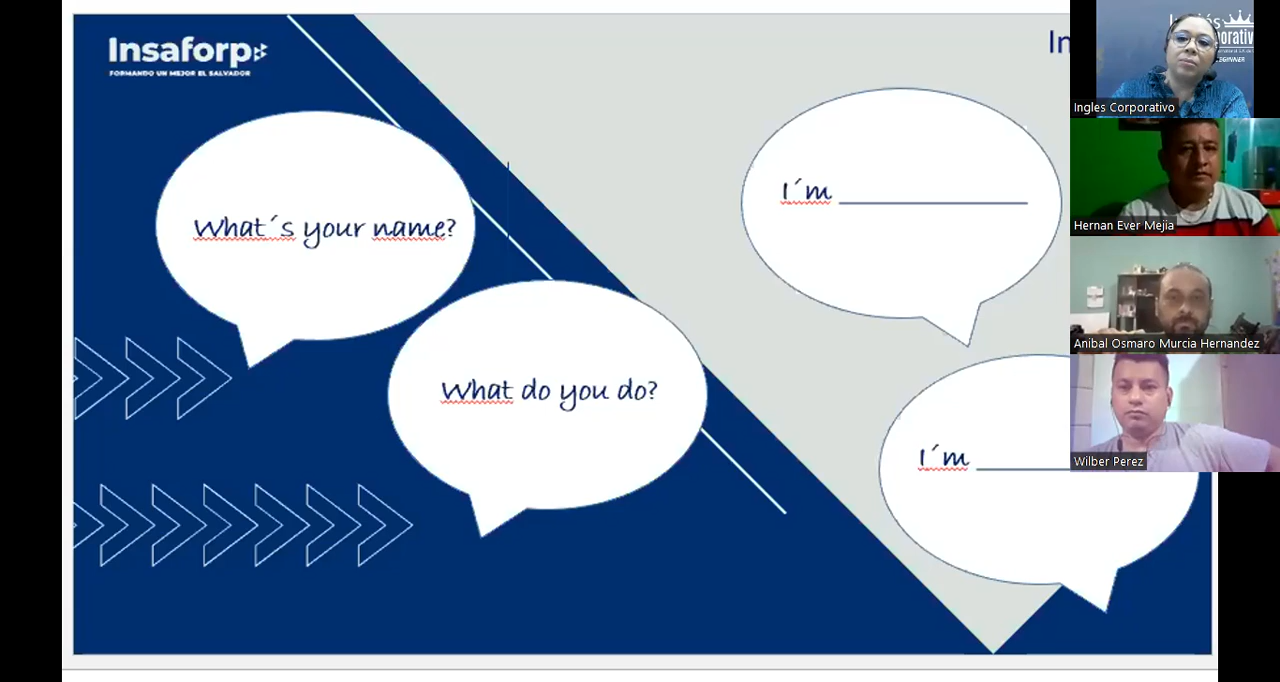 Insaforp
FORMANDO UN MEJOR EL SALVADOR
What´s your name?
What do you do?
I´m
I´m
Ingles Corporativo
Hernan Ever Mejia
Anibal Osmaro Murcia Hernandez
Wilber Perez